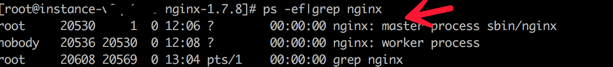 [root@instance- nginx-1.7.8]# ps -ef|grep nginx
root 20530 1 0 12:06 ? 00:00:00 nginx: master process sbin/nginx
nobody 20536 20530 0 12:08 ? 00:00:00 nginx: worker process
root 20608 20569 0 13:04 pts/1 00:00:00 grep nginx